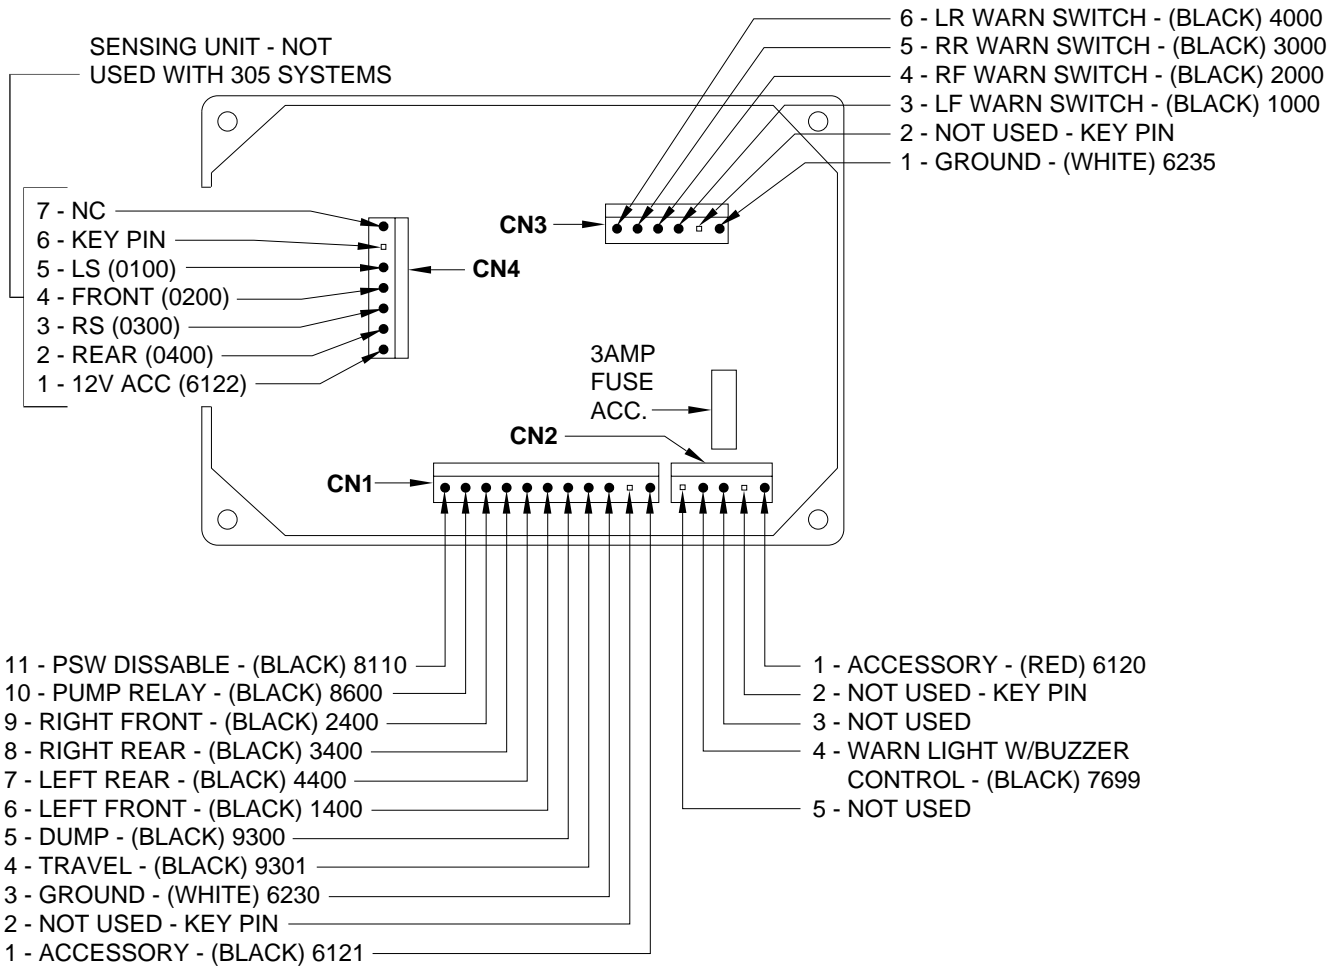 SENSING UNIT - NOT
USED WITH 305 SYSTEMS
6 - LR WARN SWITCH - (BLACK) 4000
5 - RR WARN SWITCH - (BLACK) 3000
4 - RF WARN SWITCH - (BLACK) 2000
3 - LF WARN SWITCH - (BLACK) 1000
2 - NOT USED - KEY PIN
1 - GROUND - (WHITE) 6235
7 - NC
6 - KEY PIN
5 - LS (0100)
4 - FRONT (0200)
3 - RS (0300)
2 - REAR (0400)
1 - 12V ACC (6122)
CN3
CN4
3AMP
FUSE
ACC.
CN2
CN1
11 - PSW DISSABLE - (BLACK) 8110
10 - PUMP RELAY - (BLACK) 8600
9 - RIGHT FRONT - (BLACK) 2400
8 - RIGHT REAR - (BLACK) 3400
7 - LEFT REAR - (BLACK) 4400
6 - LEFT FRONT - (BLACK) 1400
5 - DUMP - (BLACK) 9300
4 - TRAVEL - (BLACK) 9301
3 - GROUND - (WHITE) 6230
2 - NOT USED - KEY PIN
1 - ACCESSORY - (BLACK) 6121
1 - ACCESSORY - (RED) 6120
2 - NOT USED - KEY PIN
3 - NOT USED
4 - WARN LIGHT W/BUZZER
CONTROL - (BLACK) 7699
5 - NOT USED